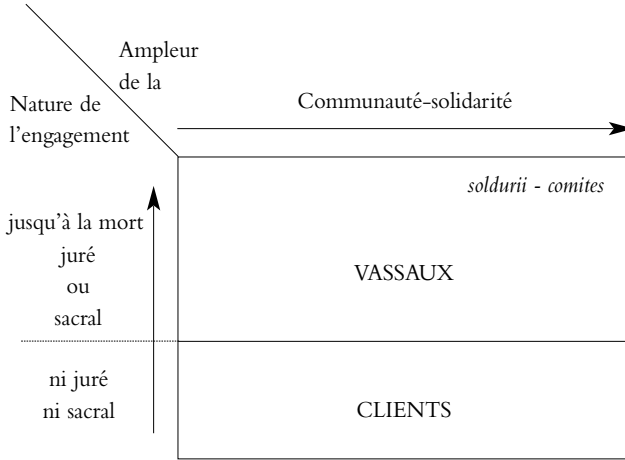 Ampleur
de la
Nature de
l'engagement
Communauté-solidarité
soldurii - comites
jusqu'à la mort
juré
ou
sacral
VASSAUX
ni juré
ni sacral
CLIENTS